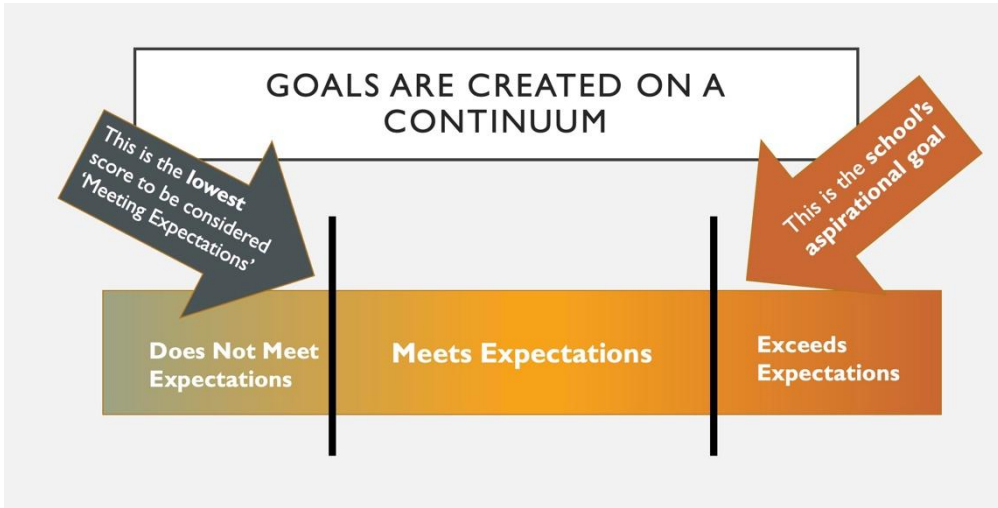 GOALS ARE CREATED ON A
CONTINUUM
This is the lowest
score to be considered
‘Meeting Expectations’
This is the school’s
aspirational goal
Does Not Meet
Expectations
Meets Expectations
Exceeds
Expectations